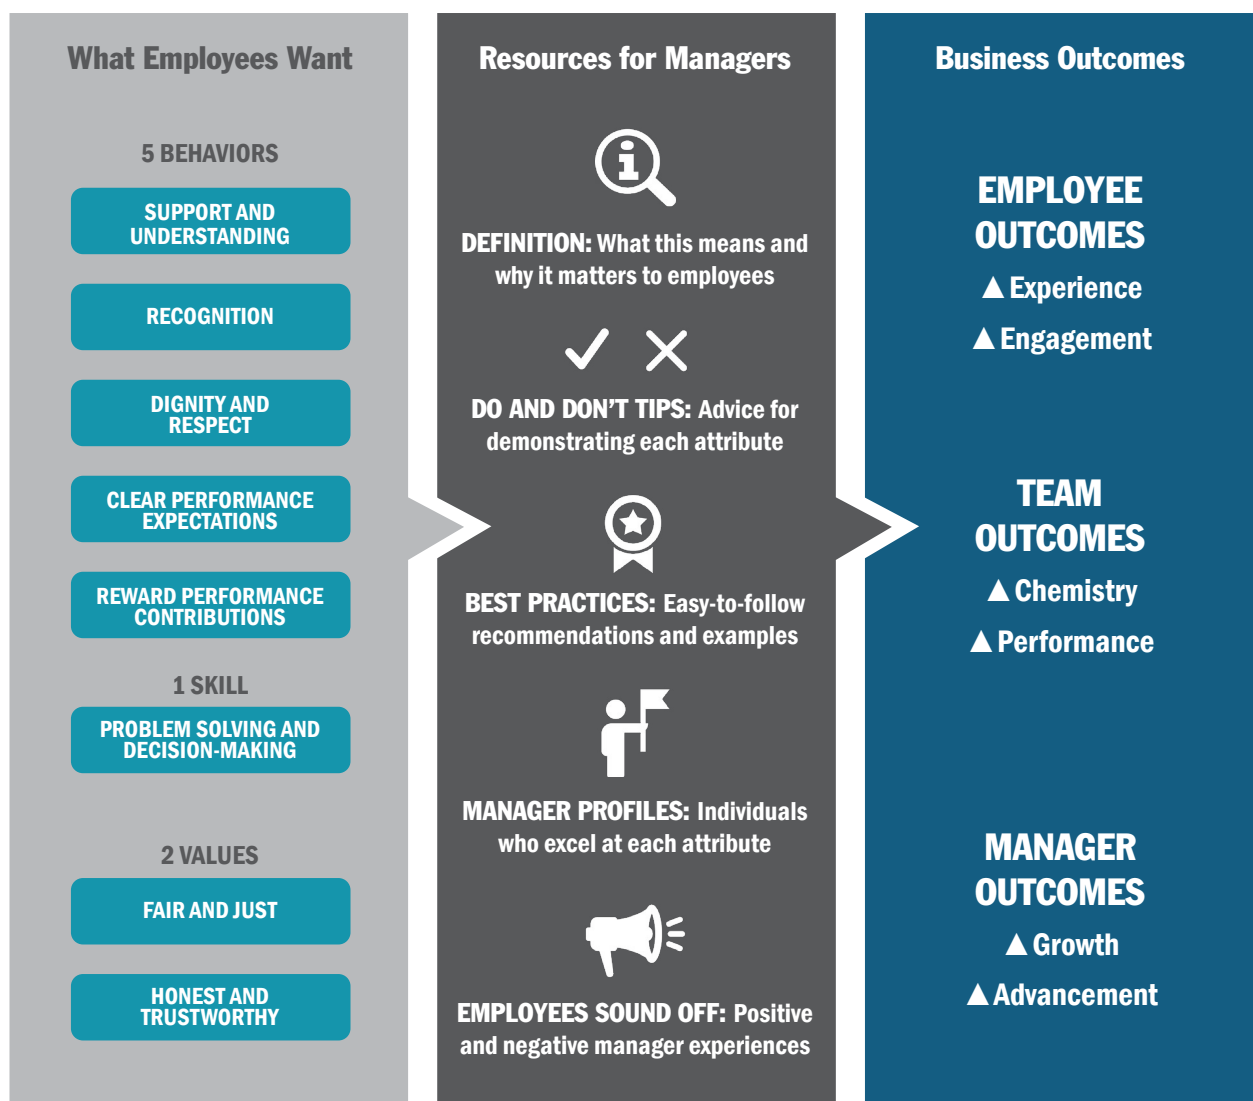 What Employees Want
5 BEHAVIORS
SUPPORT AND
UNDERSTANDING
RECOGNITION
DIGNITY AND
RESPECT
CLEAR PERFORMANCE
EXPECTATIONS
REWARD PERFORMANCE
CONTRIBUTIONS
1 SKILL
PROBLEM SOLVING AND
DECISION-MAKING
2 VALUES
FAIR AND JUST
HONEST AND
TRUSTWORTHY
Resources for Managers
DEFINITION: What this means and
why it matters to employees
DO AND DON'T TIPS: Advice for
demonstrating each attribute
BEST PRACTICES: Easy-to-follow
recommendations and examples
MANAGER PROFILES: Individuals
who excel at each attribute
EMPLOYEES SOUND OFF: Positive
and negative manager experiences
Business Outcomes
EMPLOYEE
OUTCOMES
▲ Experience
▲ Engagement
TEAM
OUTCOMES
▲ Chemistry
▲ Performance
MANAGER
OUTCOMES
▲ Growth
▲ Advancement